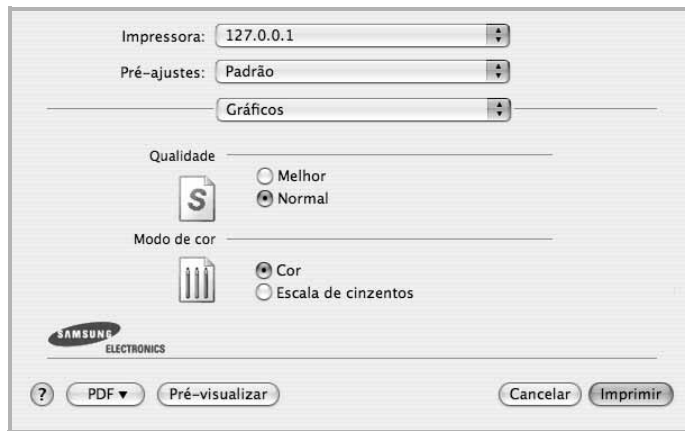 Impressora: 127.0.0.1
Pré-ajustes: Padrão
Gráficos
Qualidade
Melhor
Normal
S
Modo de cor
Cor
Escala de cinzentos
SAMSUNG
ELECTRONICS
? PDF▼ Pré-visualizar Cancelar Imprimir